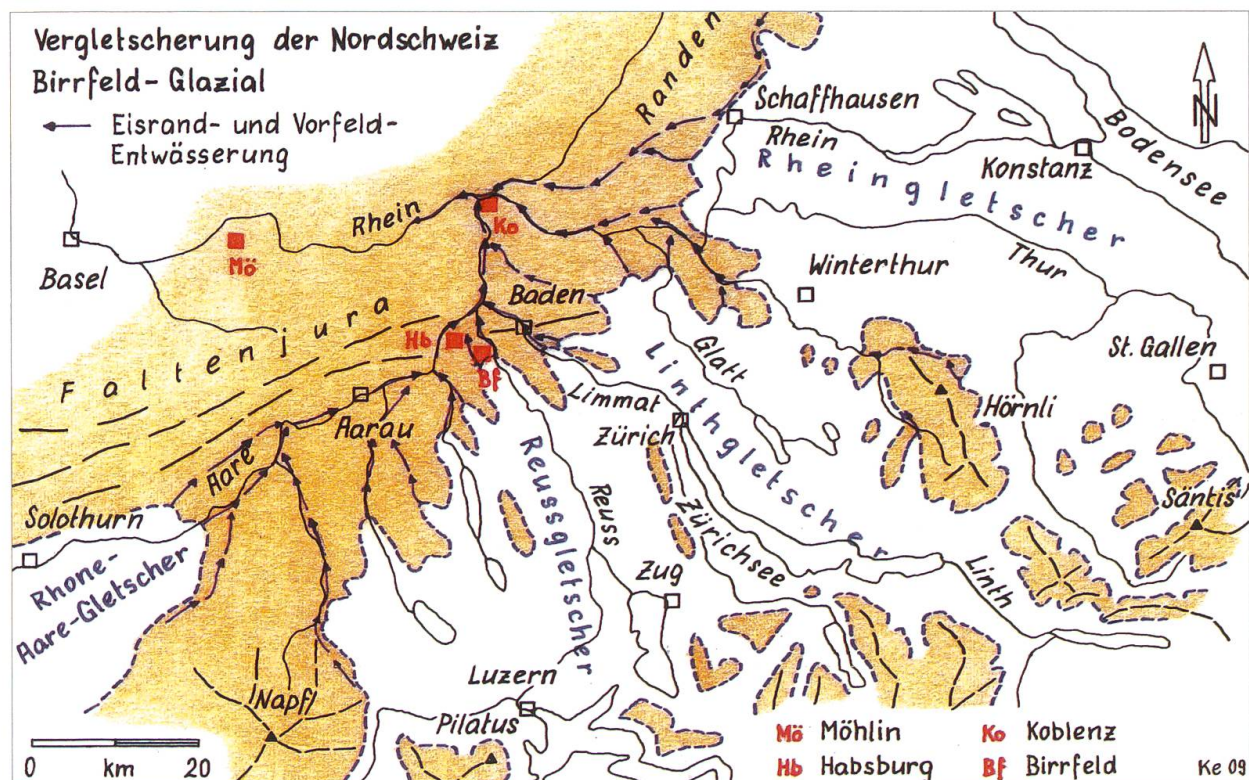 Vergletscherung der Nordschweiz
Birrfeld-Glazial
Eisrand- und Vorfeld-
Entwässerung
Randen
Schaffhausen
Rhein
Rheingletscher
Konstanz
Bodensee
N
Rhein
Ko
Mö
Basel
Winterthur
Thur
Baden
Faltenjura
Hb
Bf
St. Gallen
Glatt
Linthgletscher
Hörnli
Limmat
Zürich
Aarau
Aare
Reussgletscher
Reuss
Zürichsee
Säntis
Solothurn
Rhone-
Aare-Gletscher
Zug
Linth
Luzern
Napf
Pilatus
0 km 20
Mö Möhlin
Ko Koblenz
Hb Habsburg
Bf Birrfeld
Ke 09